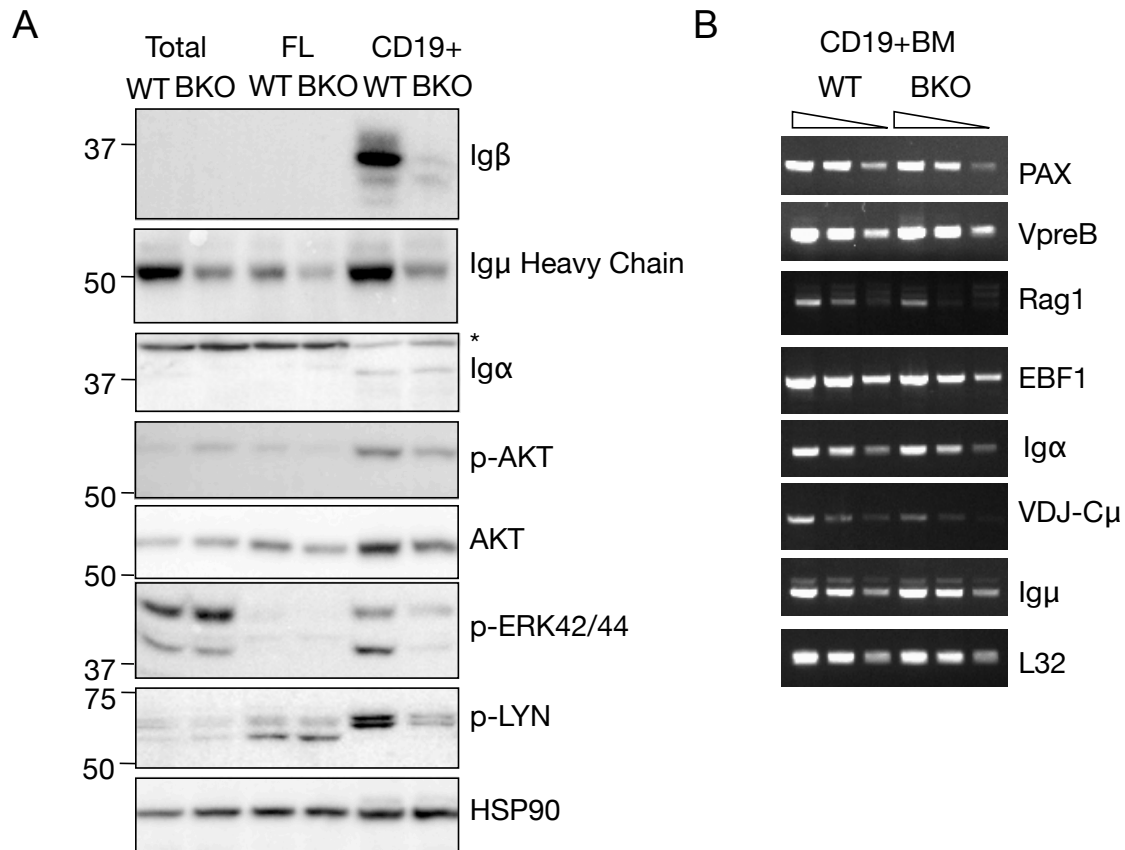 A
Total FL CD19+
WT BKO WT BKO WT BKO
37
Igβ
Igμ Heavy Chain
50
*
Igα
37
p-AKT
50
AKT
50
p-ERK42/44
37
75
p-LYN
50
HSP90
B
CD19+BM
WT BKO
PAX
VpreB
Rag1
EBF1
Igα
VDJ-Cμ
Igμ
L32